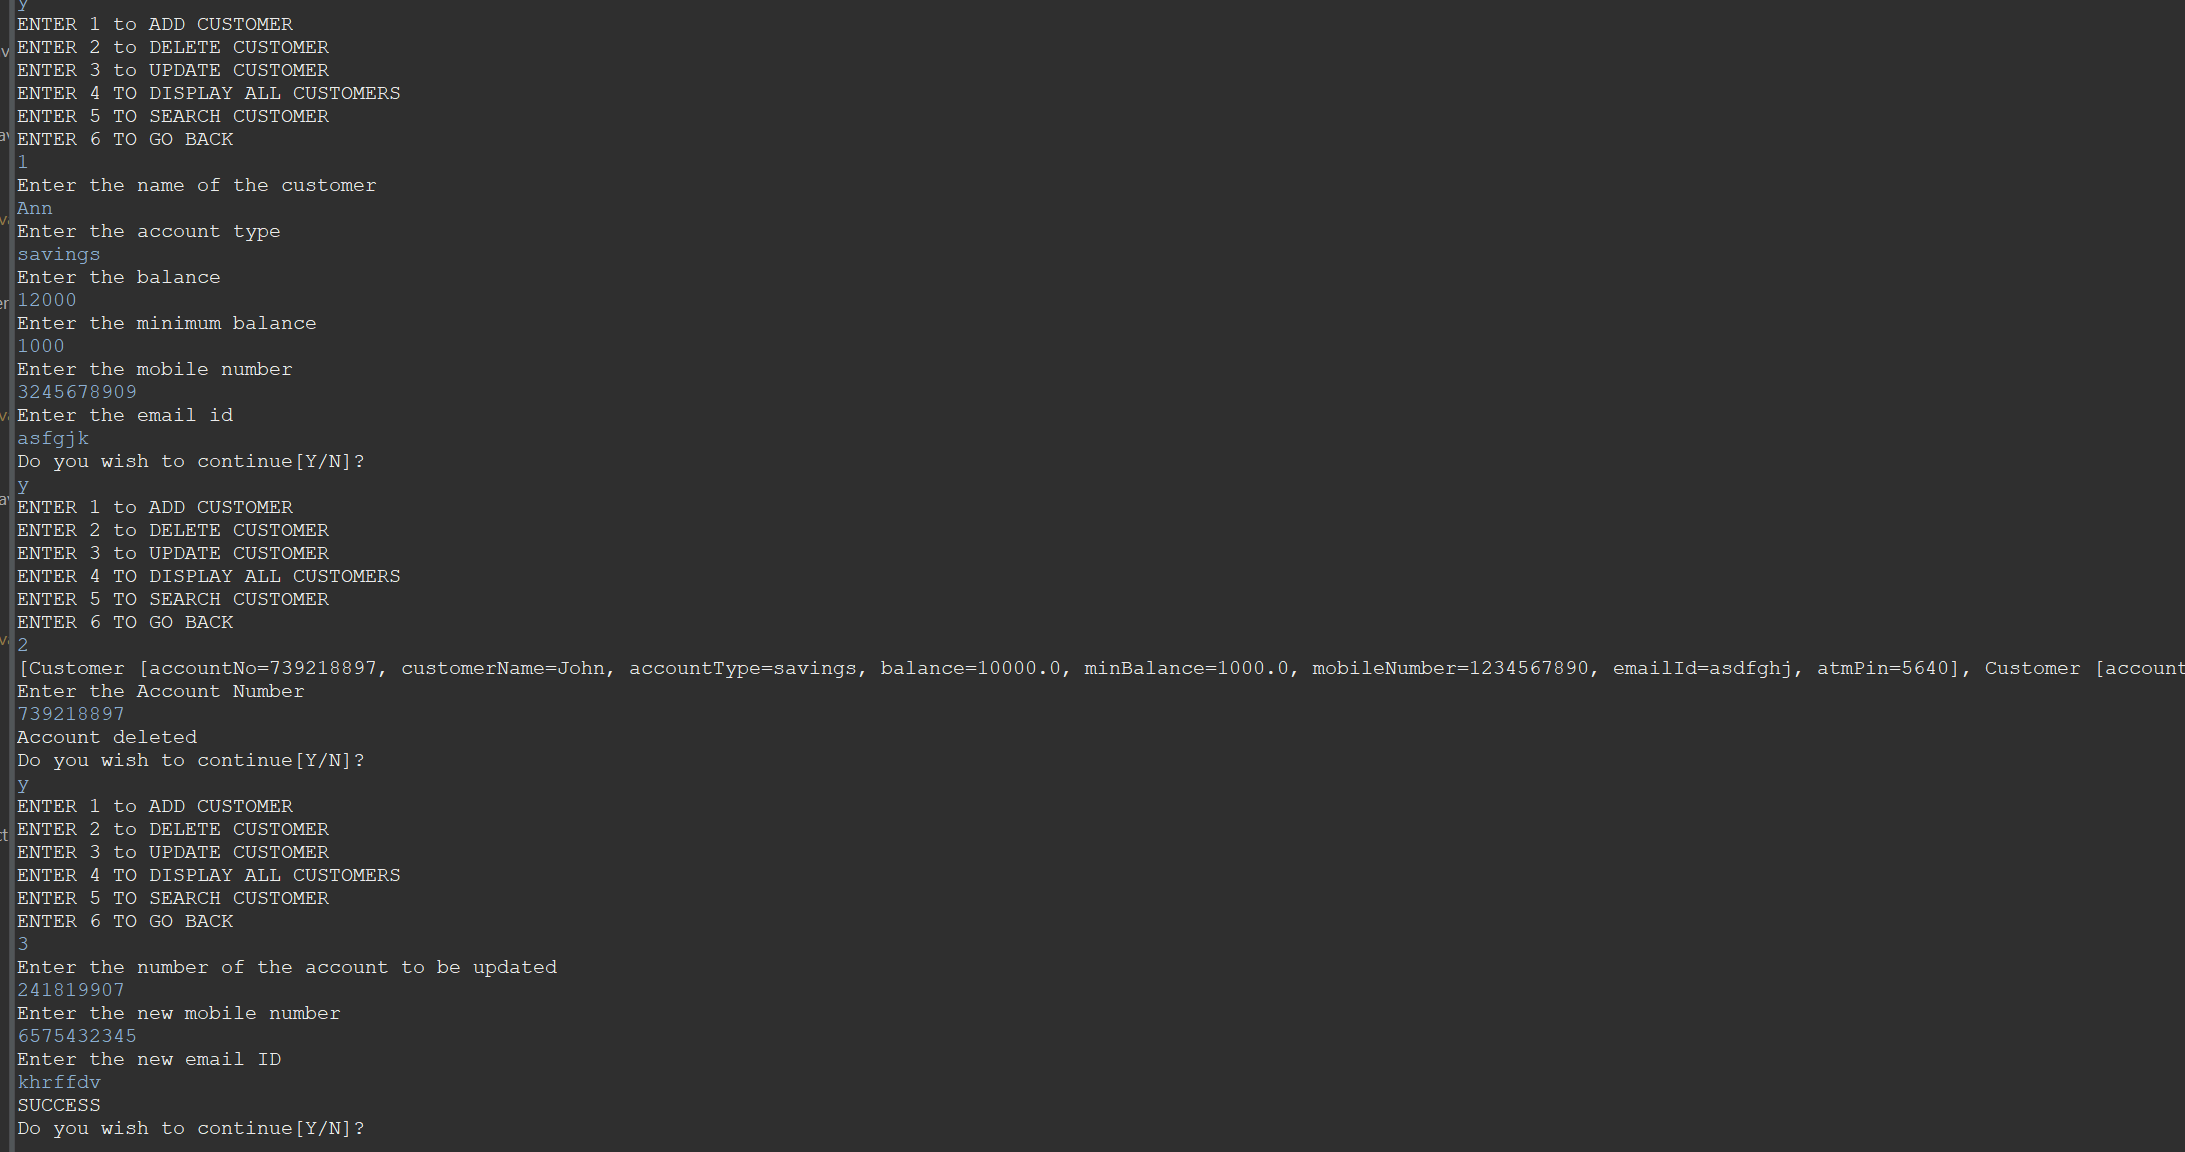 y
ENTER 1 to ADD CUSTOMER
ENTER 2 to DELETE CUSTOMER
ENTER 3 to UPDATE CUSTOMER
ENTER 4 TO DISPLAY ALL CUSTOMERS
ENTER 5 TO SEARCH CUSTOMER
ENTER 6 TO GO BACK
1
Enter the name of the customer
Ann
Enter the account type
savings
Enter the balance
12000
Enter the minimum balance
1000
Enter the mobile number
3245678909
Enter the email id
asfgjk
Do you wish to continue[Y/N]?
y
ENTER 1 to ADD CUSTOMER
ENTER 2 to DELETE CUSTOMER
ENTER 3 to UPDATE CUSTOMER
ENTER 4 TO DISPLAY ALL CUSTOMERS
ENTER 5 TO SEARCH CUSTOMER
ENTER 6 TO GO BACK
2
[Customer [accountNo=739218897, customerName=John, accountType=savings, balance=10000.0, minBalance=1000.0, mobileNumber=1234567890, emailId=asdfghj, atmPin=5640], Customer [account
Enter the Account Number
739218897
Account deleted
Do you wish to continue[Y/N]?
y
ENTER 1 to ADD CUSTOMER
ENTER 2 to DELETE CUSTOMER
ENTER 3 to UPDATE CUSTOMER
ENTER 4 TO DISPLAY ALL CUSTOMERS
ENTER 5 TO SEARCH CUSTOMER
ENTER 6 TO GO BACK
3
Enter the number of the account to be updated
241819907
Enter the new mobile number
6575432345
Enter the new email ID
khrffdv
SUCCESS
Do you wish to continue[Y/N]?